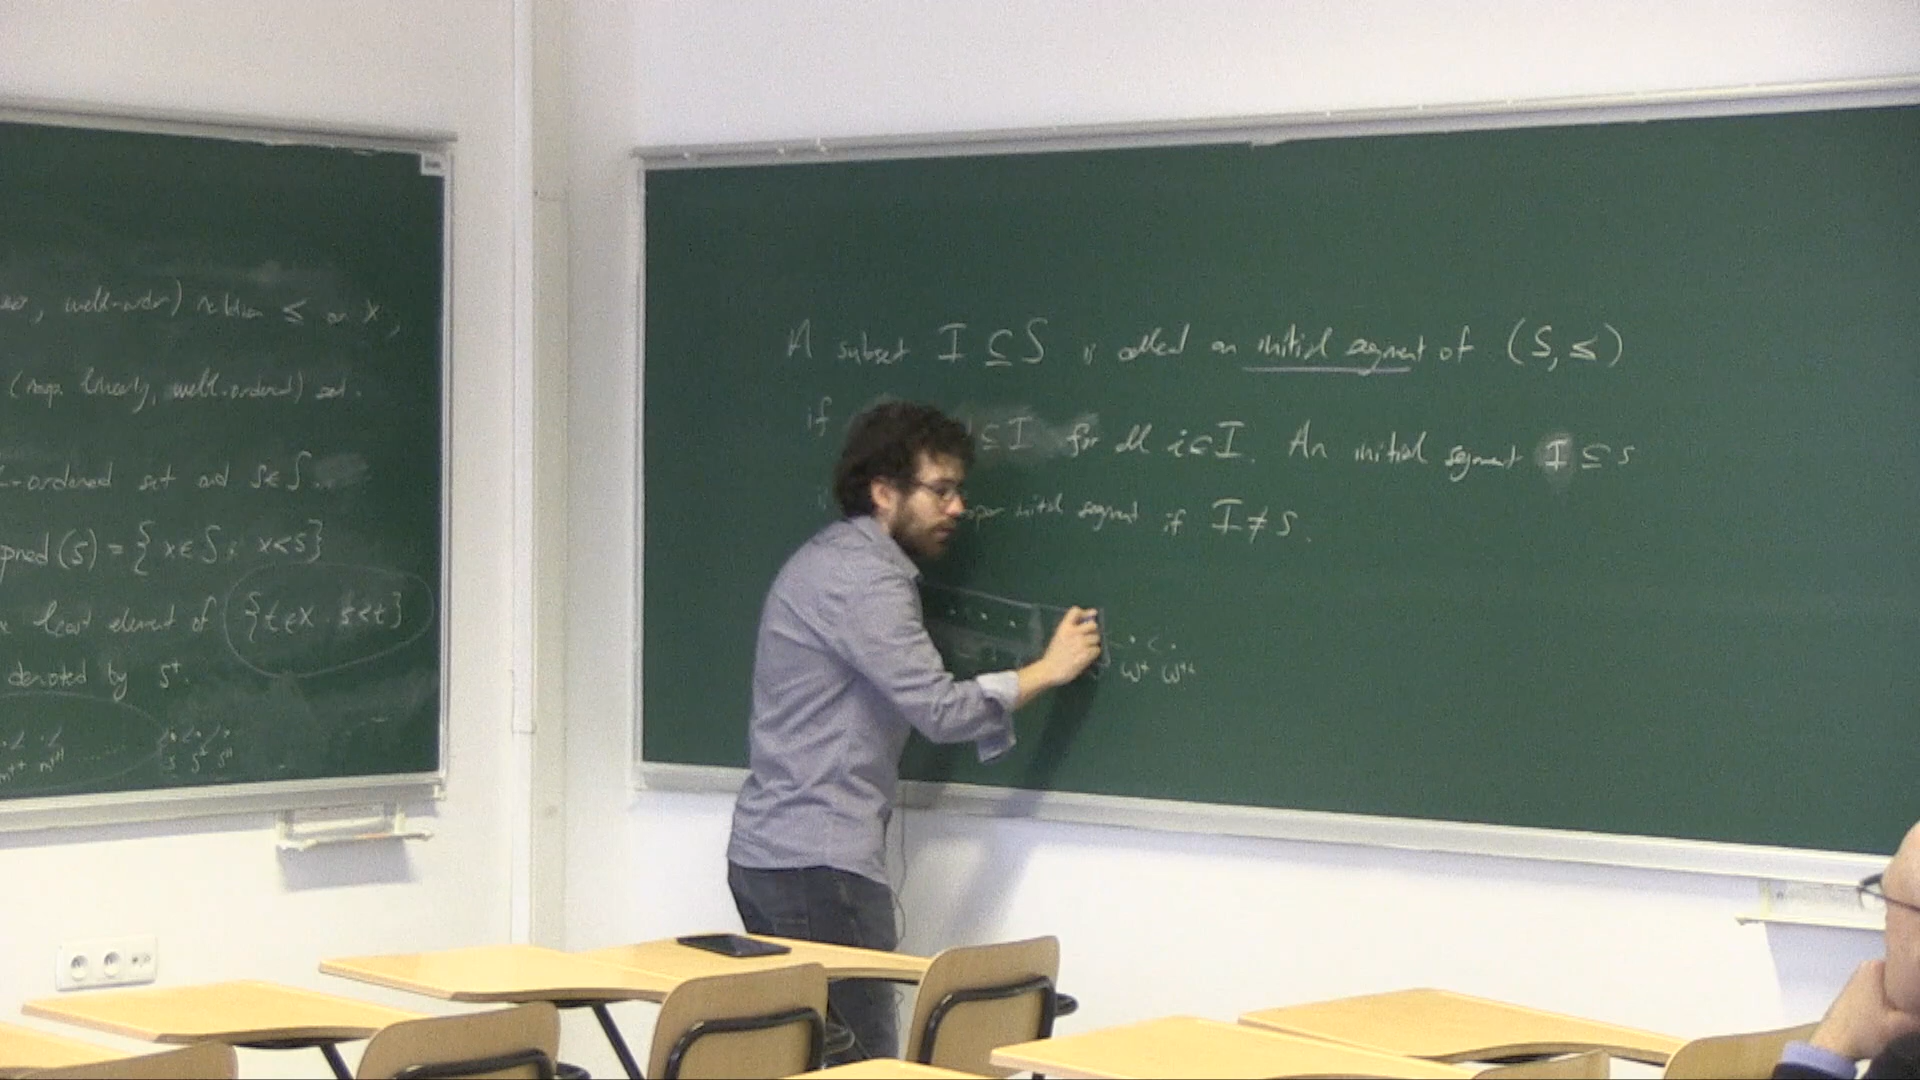 , well-order) relation ≤ on X,
(resp. linearly, well-ordered) set.
-ordered set and s∈S.
pred(s) = {x∈S : x<s}
least element of {t∈X : s<t}
denoted by s⁺.
s s⁺ s⁺⁺
A subset I ⊆ S is called an initial segment of (S, ≤)
if ⊆ I for all i∈I. An initial segment I ⊆ S
initial segment if I ≠ S.
. < .
ω⁺ ω⁺⁺